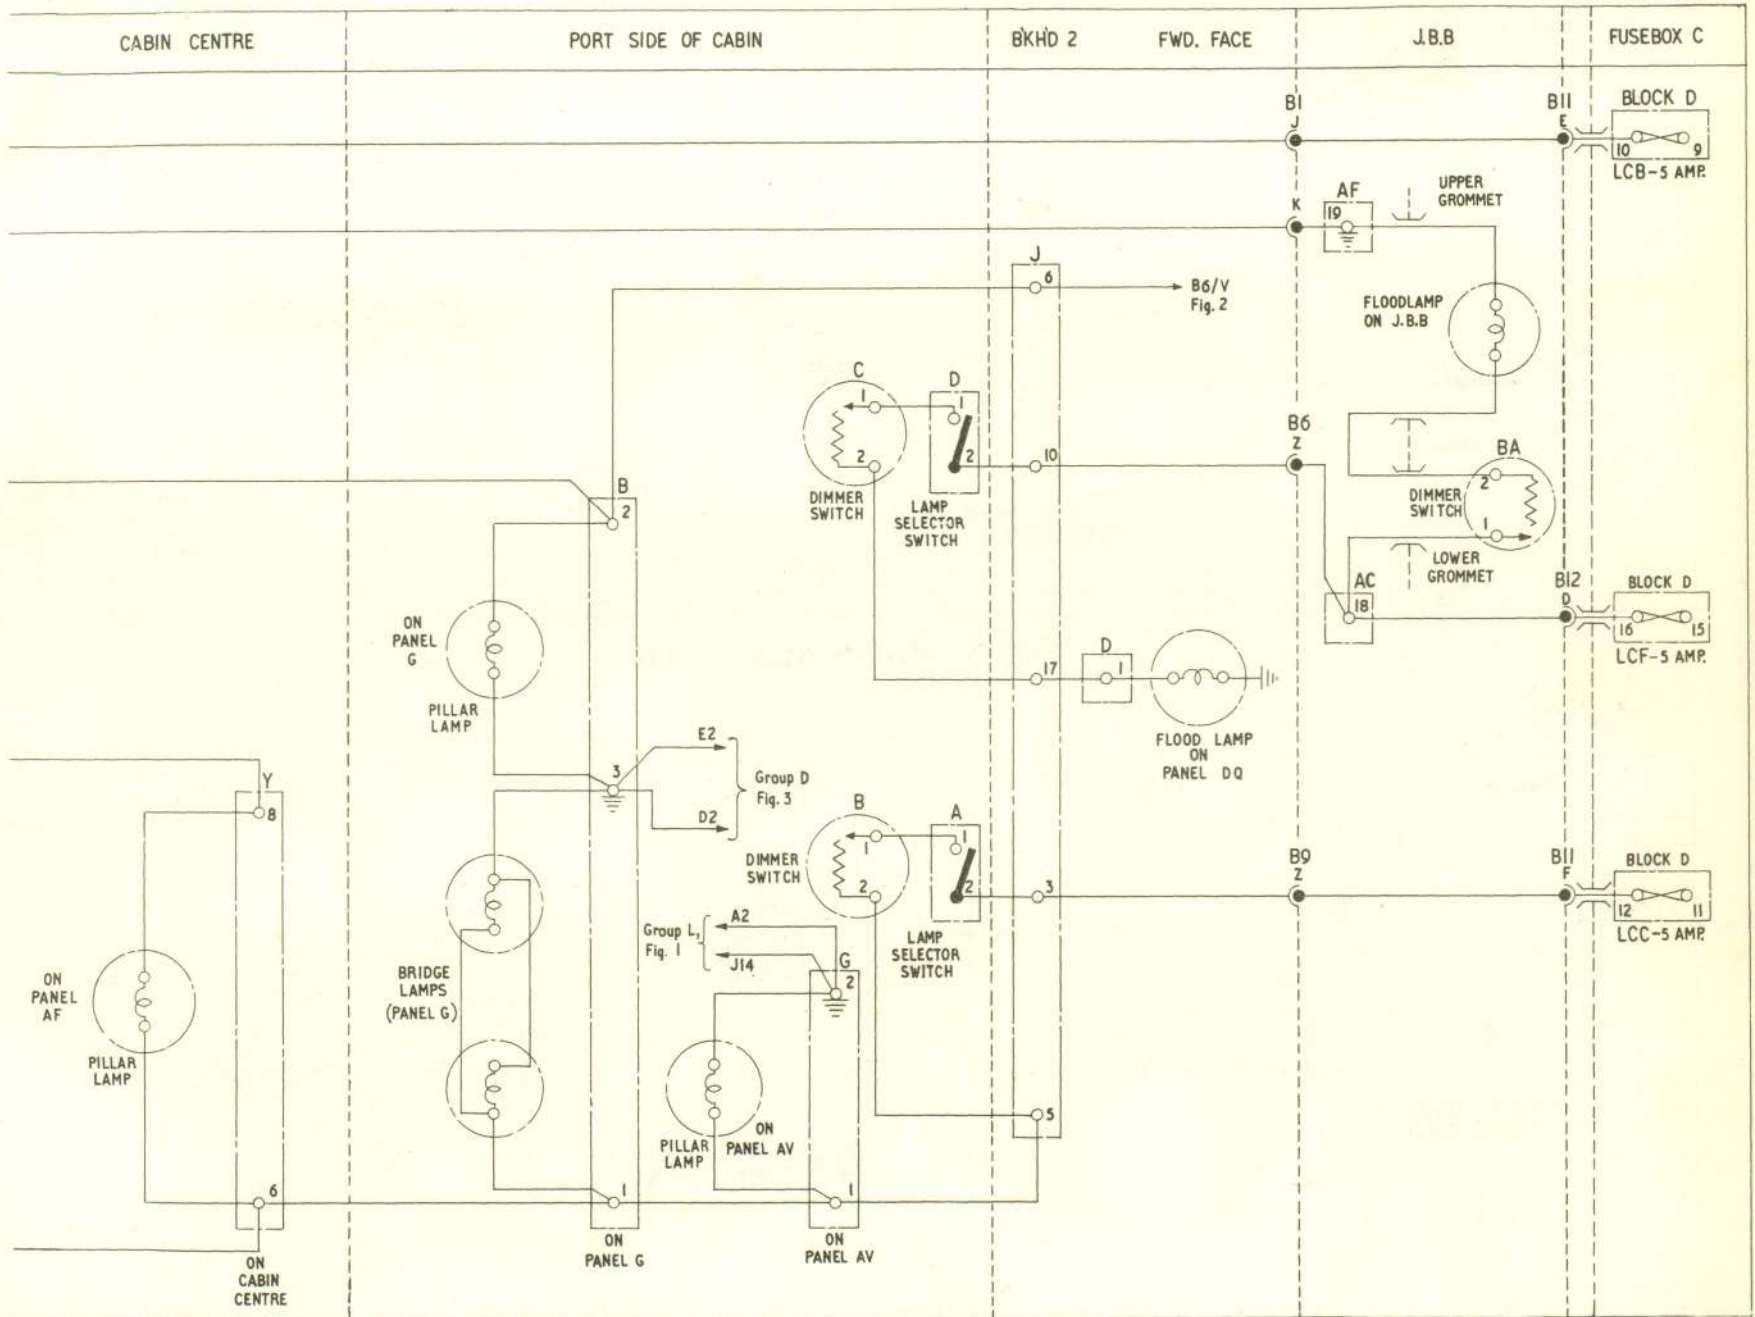 CABIN CENTRE
PORT SIDE OF CABIN
B'KH'D 2
FWD. FACE
J.B.B
FUSEBOX C
B1
J
B11
E
BLOCK D
10
9
LCB-5 AMP.
K
AF
19
UPPER
GROMMET
J
6
B6/V
Fig. 2
FLOODLAMP
ON J.B.B
C
1
2
DIMMER
SWITCH
D
1
2
LAMP
SELECTOR
SWITCH
10
B6
Z
BA
2
1
DIMMER
SWITCH
LOWER
GROMMET
AC
18
B12
D
BLOCK D
16
15
LCF-5 AMP.
B
2
ON
PANEL
G
PILLAR
LAMP
17
D
1
FLOOD LAMP
ON
PANEL DQ
3
E2
D2
Group D
Fig. 3
Y
8
B
1
2
DIMMER
SWITCH
A
1
2
LAMP
SELECTOR
SWITCH
3
B9
Z
B11
F
BLOCK D
12
11
LCC-5 AMP.
Group L,
Fig. 1
A2
J14
G
2
BRIDGE
LAMPS
(PANEL G)
ON
PANEL
AF
PILLAR
LAMP
PILLAR
LAMP
ON
PANEL AV
5
6
1
1
ON
CABIN
CENTRE
ON
PANEL G
ON
PANEL AV